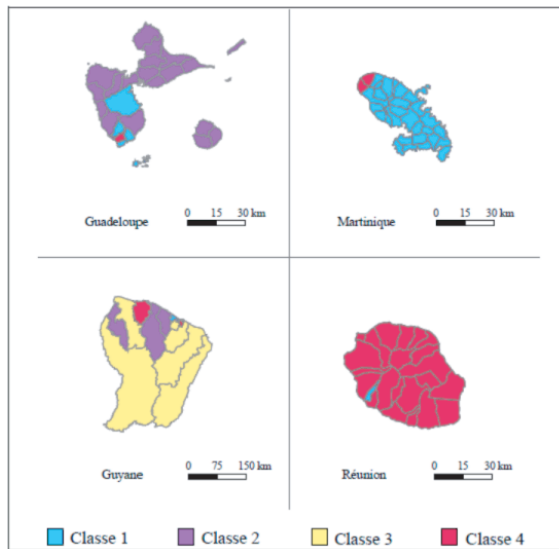 Guadeloupe
0 15 30 km
Martinique
0 15 30 km
Guyane
0 75 150 km
Réunion
0 15 30 km
Classe 1 Classe 2 Classe 3 Classe 4